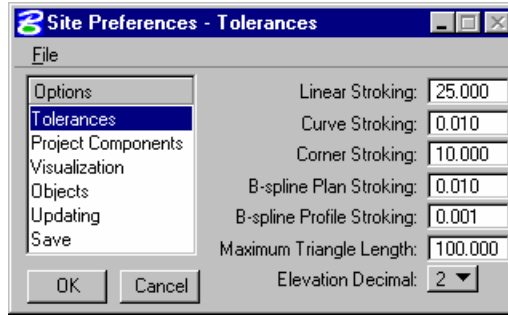 Site Preferences - Tolerances
File
Options
Tolerances
Project Components
Visualization
Objects
Updating
Save
Linear Stroking: 25.000
Curve Stroking: 0.010
Corner Stroking: 10.000
B-spline Plan Stroking: 0.010
B-spline Profile Stroking: 0.001
Maximum Triangle Length: 100.000
Elevation Decimal: 2
OK Cancel